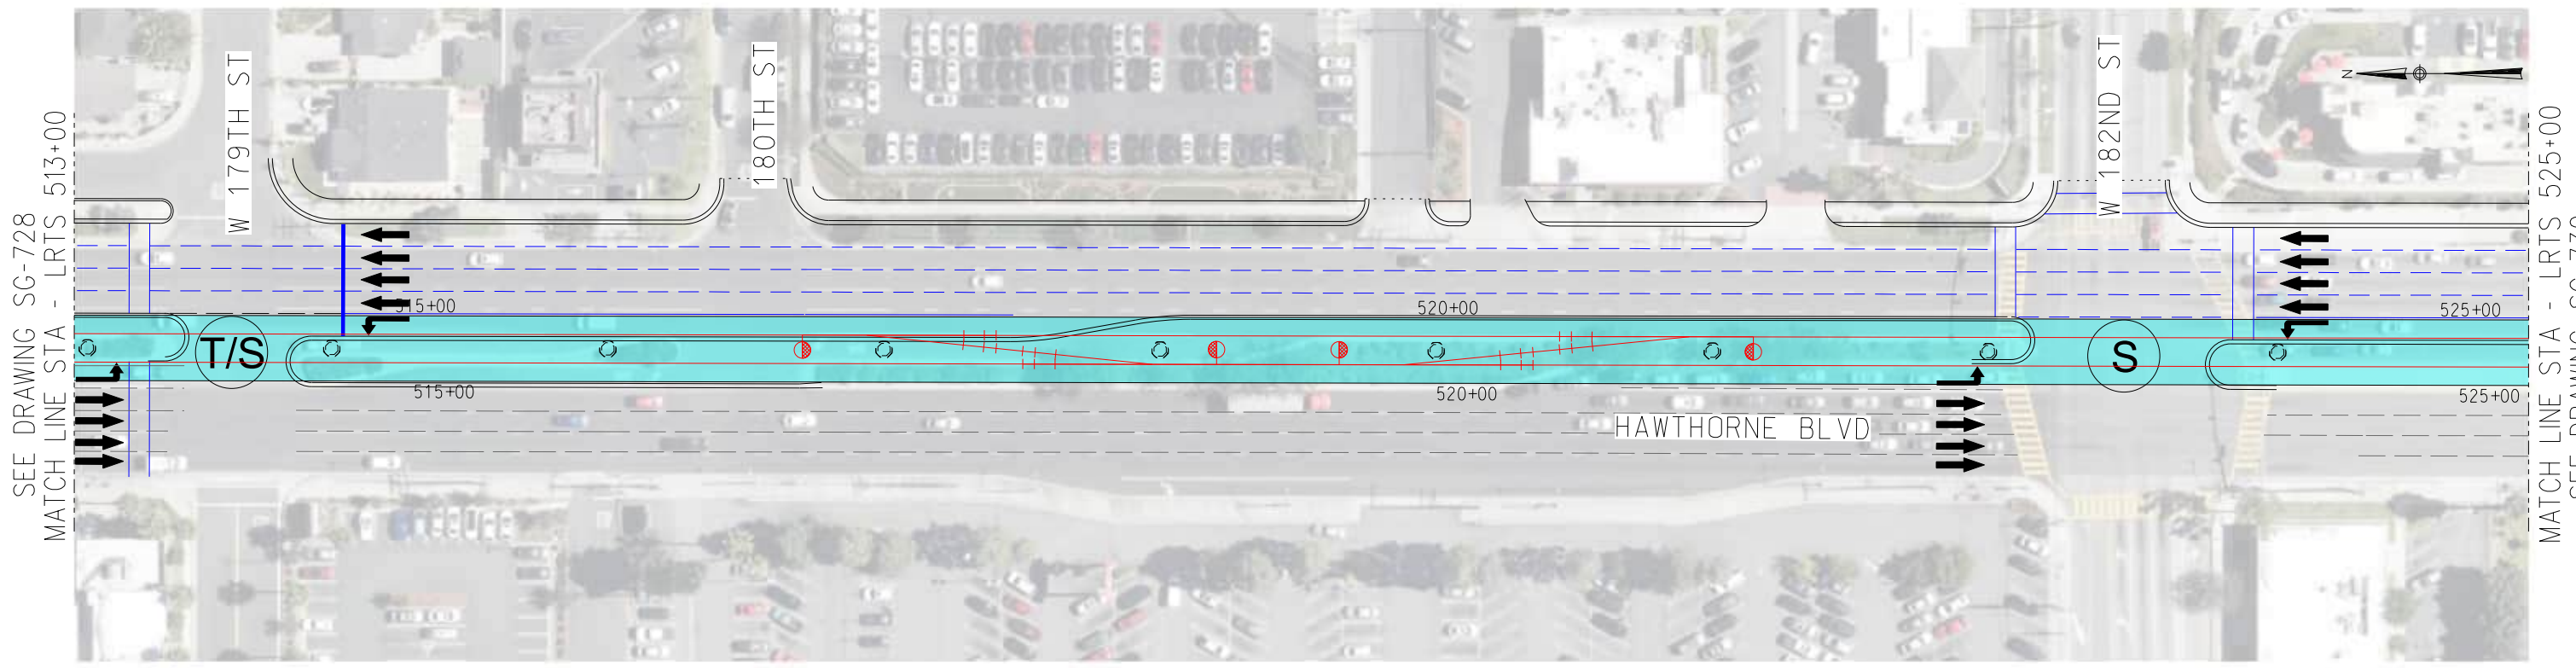 SEE DRAWING SG-728
MATCH LINE STA - LRTS 513+00
W 179TH ST
180TH ST
W 182ND ST
N
515+00
520+00
525+00
T/S
S
515+00
520+00
525+00
HAWTHORNE BLVD
MATCH LINE STA - LRTS 525+00